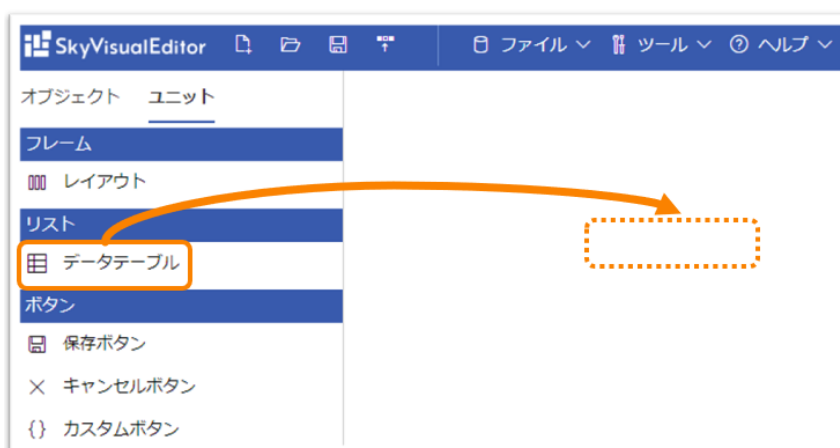 SkyVisualEditor ファイル ツール ヘルプ
オブジェクト ユニット
フレーム
レイアウト
リスト
データテーブル
ボタン
保存ボタン
キャンセルボタン
{} カスタムボタン